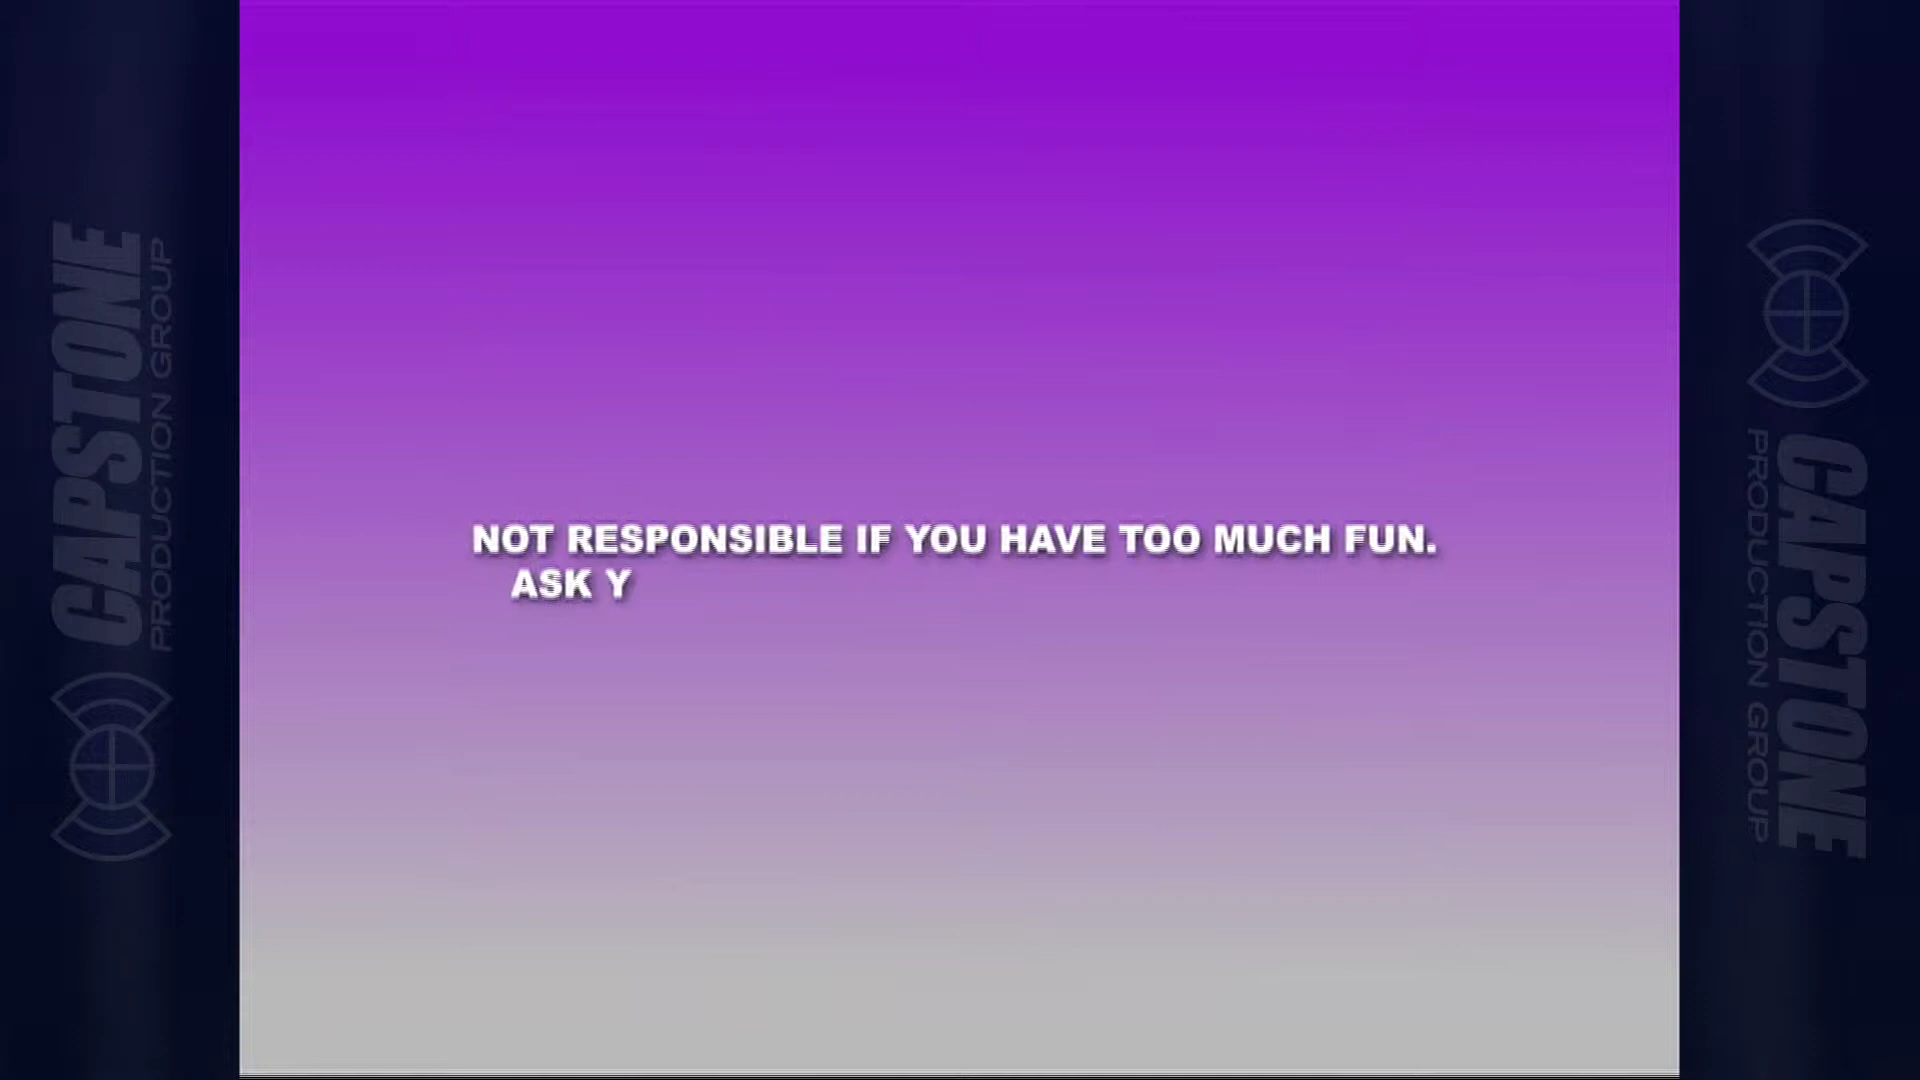 CAPSTONE
PRODUCTION GROUP
NOT RESPONSIBLE IF YOU HAVE TOO MUCH FUN.
ASK Y
CAPSTONE
PRODUCTION GROUP